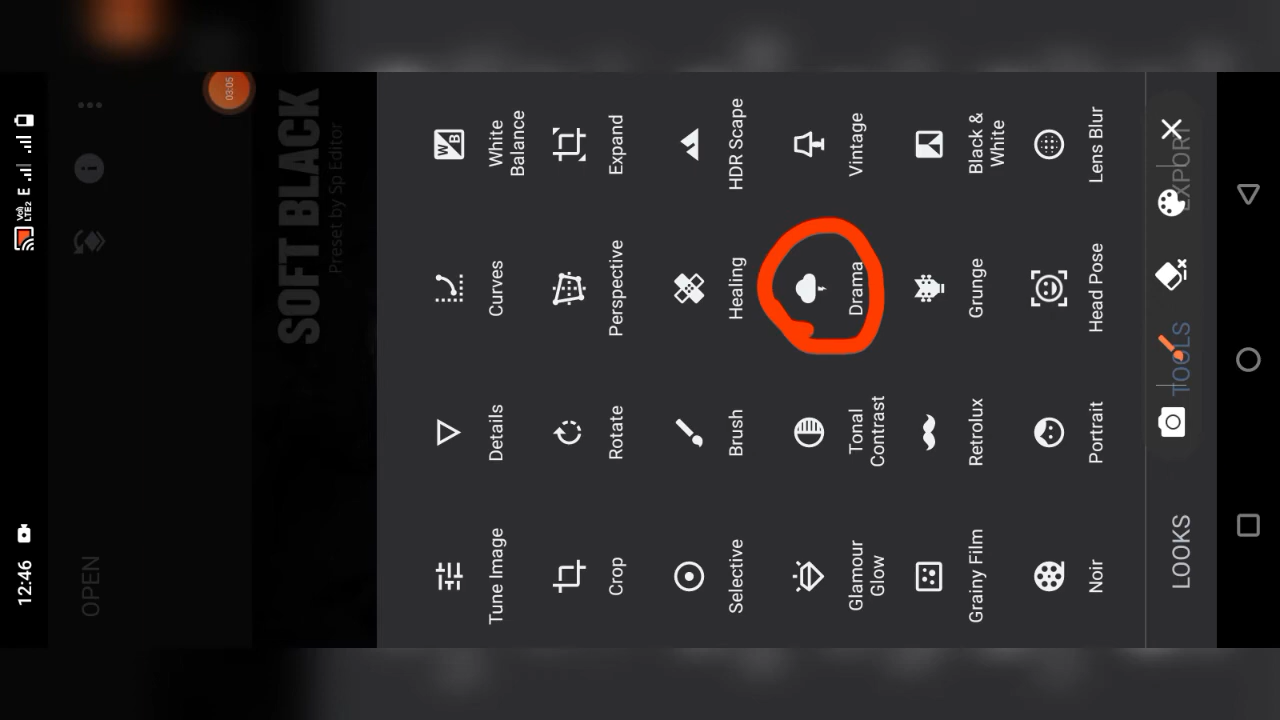 12:46
Vo)
LTE2
E
OPEN
03:05
SOFT BLACK
Preset by Sp Editor
Tune Image
Details
Curves
White
Balance
Crop
Rotate
Perspective
Expand
Selective
Brush
Healing
HDR Scape
Glamour
Glow
Tonal
Contrast
Drama
Vintage
Grainy Film
Retrolux
Grunge
Black &
White
Noir
Portrait
Head Pose
Lens Blur
LOOKS
TOOLS
EXPORT